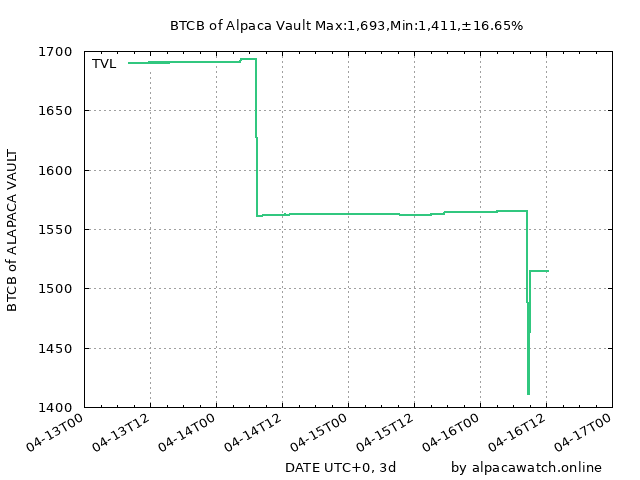 BTCB of Alpaca Vault Max:1,693,Min:1,411,±16.65%
1700
TVL
1650
1600
1550
1500
1450
1400
BTCB of ALAPACA VAULT
04-13T00
04-13T12
04-14T00
04-14T12
04-15T00
04-15T12
04-16T00
04-16T12
04-17T00
DATE UTC+0, 3d
by alpacawatch.online